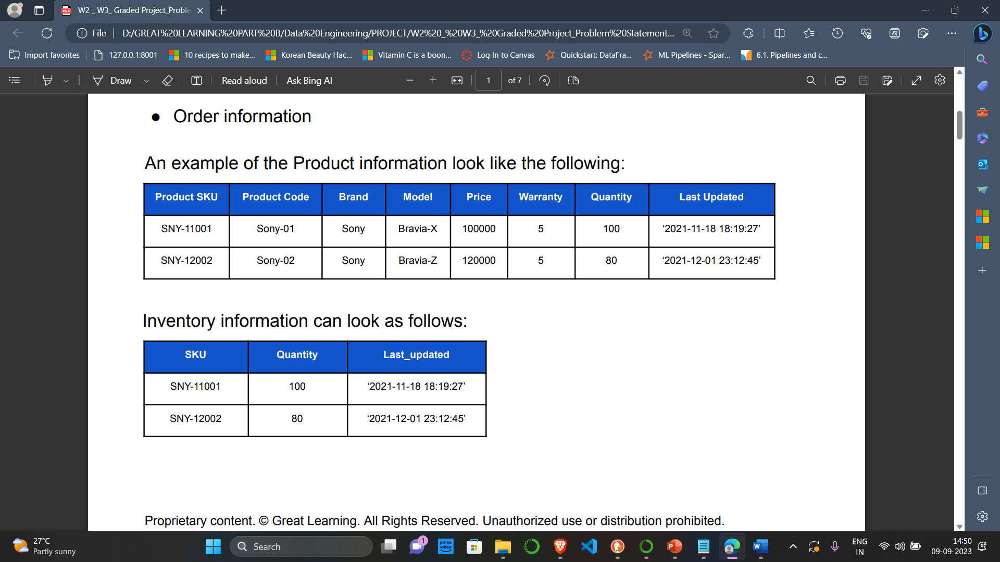 W2 _ W3_ Graded Project_Proble
File
D:/GREAT%20LEARNING%20PART%20B/Data%20Engineering/PROJECT/W2%20_%20W3_%20Graded%20Project_Problem%20Statement...
Import favorites
127.0.0.1:8001
10 recipes to make...
Korean Beauty Hac...
Vitamin C is a boon...
Log In to Canvas
Quickstart: DataFra...
ML Pipelines - Spar...
6.1. Pipelines and c...
Draw
Read aloud
Ask Bing AI
1 of 7
● Order information
An example of the Product information look like the following:
Product SKU Product Code Brand Model Price Warranty Quantity Last Updated
SNY-11001 Sony-01 Sony Bravia-X 100000 5 100 ‘2021-11-18 18:19:27’
SNY-12002 Sony-02 Sony Bravia-Z 120000 5 80 ‘2021-12-01 23:12:45’
Inventory information can look as follows:
SKU Quantity Last_updated
SNY-11001 100 ‘2021-11-18 18:19:27’
SNY-12002 80 ‘2021-12-01 23:12:45’
Proprietary content. © Great Learning. All Rights Reserved. Unauthorized use or distribution prohibited.
27°C
Partly sunny
Search
1
prime
video
ENG
IN
14:50
09-09-2023